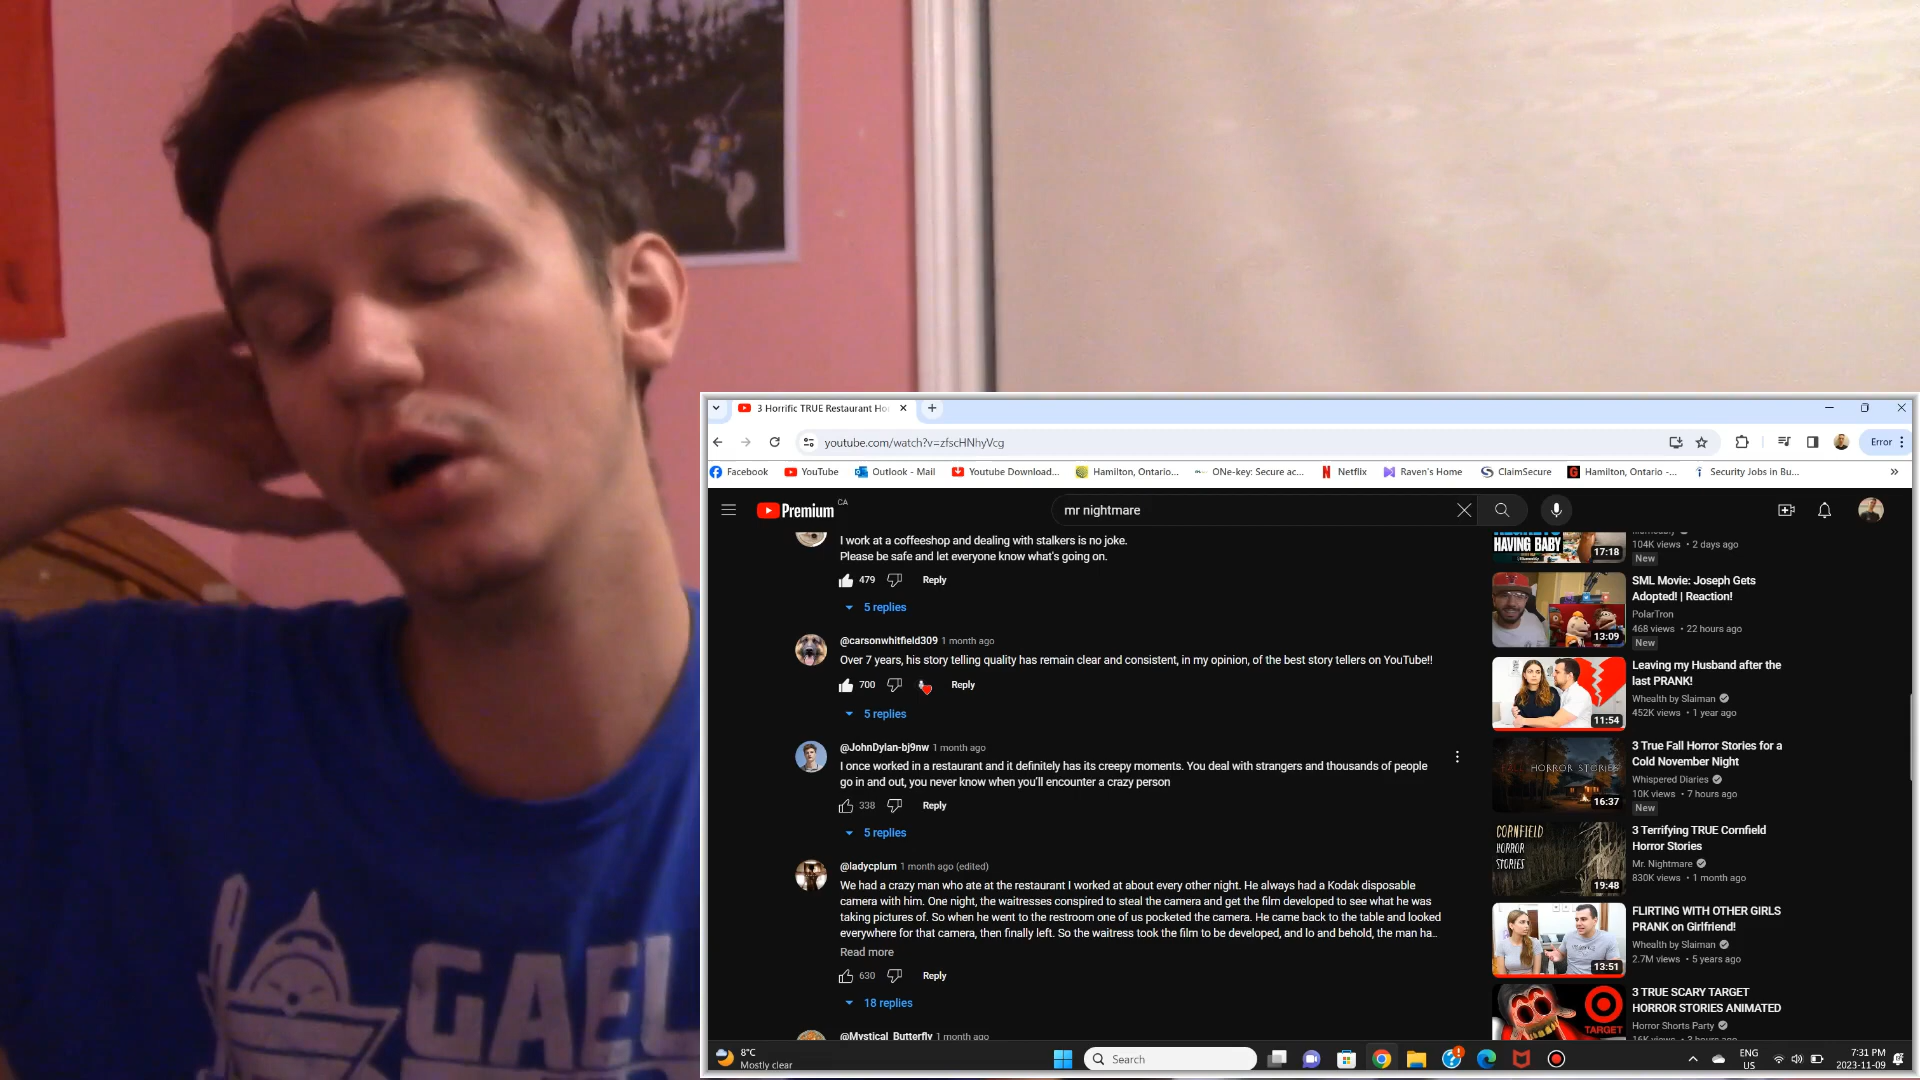 3 Horrific TRUE Restaurant Ho
youtube.com/watch?v=zfscHNhyVcg
Error
Facebook
YouTube
Outlook - Mail
Youtube Download...
Hamilton, Ontario...
ONe-key: Secure ac...
Netflix
Raven's Home
ClaimSecure
Hamilton, Ontario -...
Security Jobs in Bu...
Premium
CA
mr nightmare
I work at a coffeeshop and dealing with stalkers is no joke.
Please be safe and let everyone know what's going on.
479
Reply
5 replies
@carsonwhitfield309 1 month ago
Over 7 years, his story telling quality has remain clear and consistent, in my opinion, of the best story tellers on YouTube!!
700
Reply
5 replies
@JohnDylan-bj9nw 1 month ago
I once worked in a restaurant and it definitely has its creepy moments. You deal with strangers and thousands of people
go in and out, you never know when you'll encounter a crazy person
338
Reply
5 replies
@ladycplum 1 month ago (edited)
We had a crazy man who ate at the restaurant I worked at about every other night. He always had a Kodak disposable
camera with him. One night, the waitresses conspired to steal the camera and get the film developed to see what he was
taking pictures of. So when he went to the restroom one of us pocketed the camera. He came back to the table and looked
everywhere for that camera, then finally left. So the waitress took the film to be developed, and lo and behold, the man ha...
Read more
630
Reply
18 replies
@Mystical_Butterfly 1 month ago
HAVING BABY
17:18
104K views • 2 days ago
New
13:09
SML Movie: Joseph Gets
Adopted! | Reaction!
PolarTron
468 views • 22 hours ago
New
11:54
Leaving my Husband after the
last PRANK!
Whealth by Slaiman
452K views • 1 year ago
HORROR STORIES
16:37
3 True Fall Horror Stories for a
Cold November Night
Whispered Diaries
10K views • 7 hours ago
New
CORNFIELD
HORROR
STORIES
19:48
3 Terrifying TRUE Cornfield
Horror Stories
Mr. Nightmare
830K views • 1 month ago
13:51
FLIRTING WITH OTHER GIRLS
PRANK on Girlfriend!
Whealth by Slaiman
2.7M views • 5 years ago
TARGET
3 TRUE SCARY TARGET
HORROR STORIES ANIMATED
Horror Shorts Party
GAEL
8°C
Mostly clear
Search
ENG
US
7:31 PM
2023-11-09